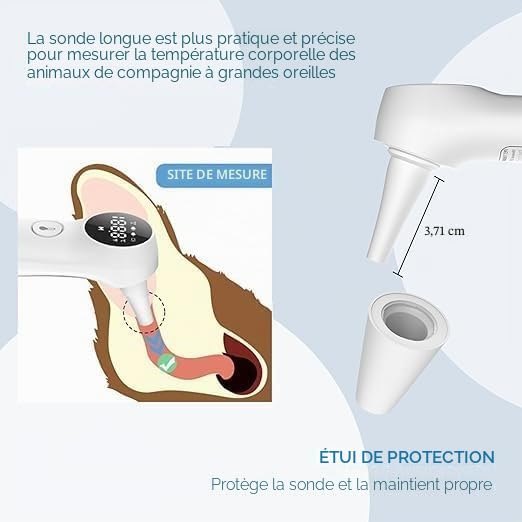 La sonde longue est plus pratique et précise
pour mesurer la température corporelle des
animaux de compagnie à grandes oreilles
SITE DE MESURE
3,71 cm
ÉTUI DE PROTECTION
Protège la sonde et la maintient propre